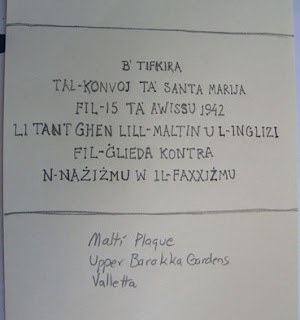 B' TIFKIRA
TAL-KONVOJ TA' SANTA MARIJA
FIL-15 TA' AWISSU 1942
LI TANT GĦEN LILL-MALTIN U L-INGLIŻI
FIL-ĠLIEDA KONTRA
N-NAŻIŻMU W IL-FAXXIŻMU
Malti Plaque
Upper Barakka Gardens
Valletta